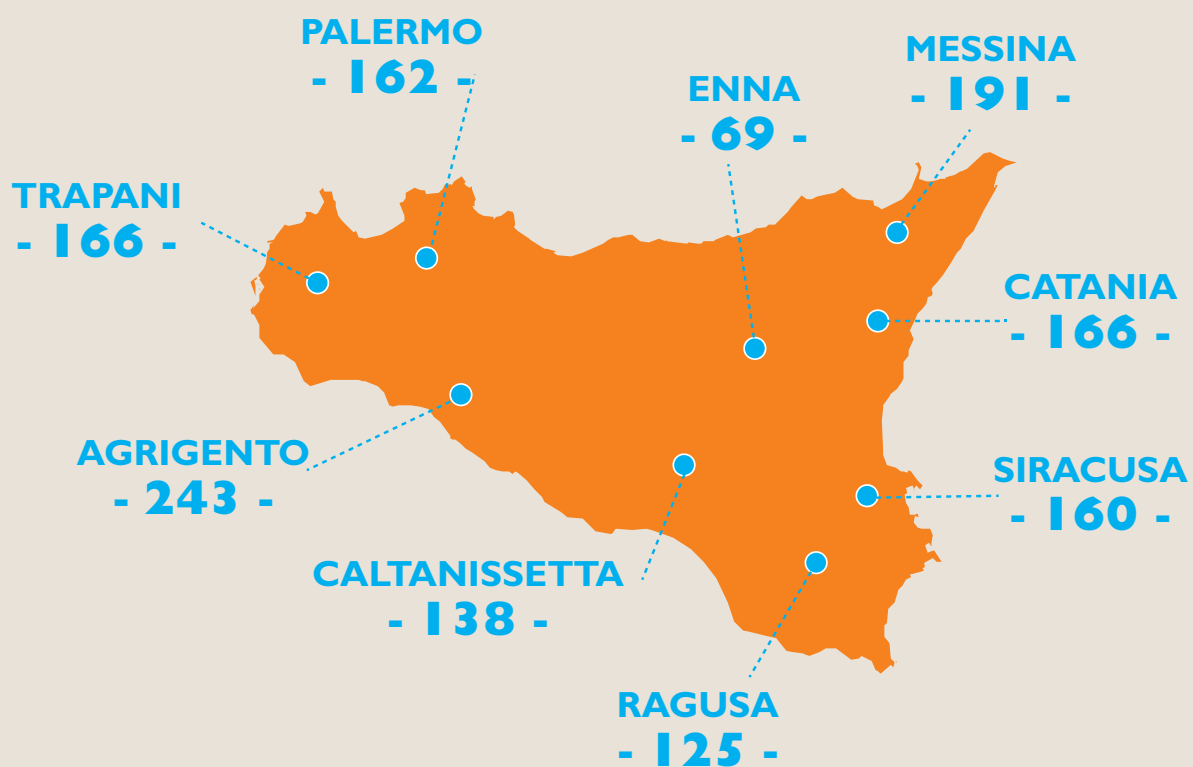 PALERMO
- 162 -
MESSINA
- 191 -
ENNA
- 69 -
TRAPANI
- 166 -
CATANIA
- 166 -
AGRIGENTO
- 243 -
SIRACUSA
- 160 -
CALTANISSETTA
- 138 -
RAGUSA
- 125 -